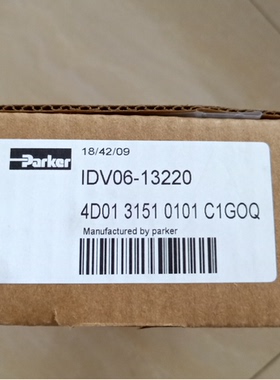 18/42/09
Parker
IDV06-13220
4D01 3151 0101 C1GOQ
Manufactured by parker